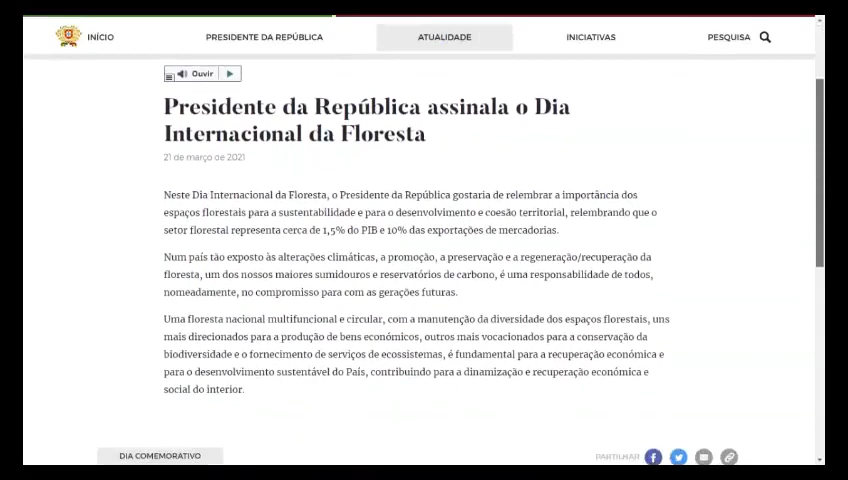 INÍCIO PRESIDENTE DA REPÚBLICA ATUALIDADE INICIATIVAS PESQUISA
Ouvir
Presidente da República assinala o Dia
Internacional da Floresta
21 de março de 2021
Neste Dia Internacional da Floresta, o Presidente da República gostaria de relembrar a importância dos
espaços florestais para a sustentabilidade e para o desenvolvimento e coesão territorial, relembrando que o
setor florestal representa cerca de 1,5% do PIB e 10% das exportações de mercadorias.
Num país tão exposto às alterações climáticas, a promoção, a preservação e a regeneração/recuperação da
floresta, um dos nossos maiores sumidouros e reservatórios de carbono, é uma responsabilidade de todos,
nomeadamente, no compromisso para com as gerações futuras.
Uma floresta nacional multifuncional e circular, com a manutenção da diversidade dos espaços florestais, uns
mais direcionados para a produção de bens económicos, outros mais vocacionados para a conservação da
biodiversidade e o fornecimento de serviços de ecossistemas, é fundamental para a recuperação económica e
para o desenvolvimento sustentável do País, contribuindo para a dinamização e recuperação económica e
social do interior.
DIA COMEMORATIVO PARTILHAR